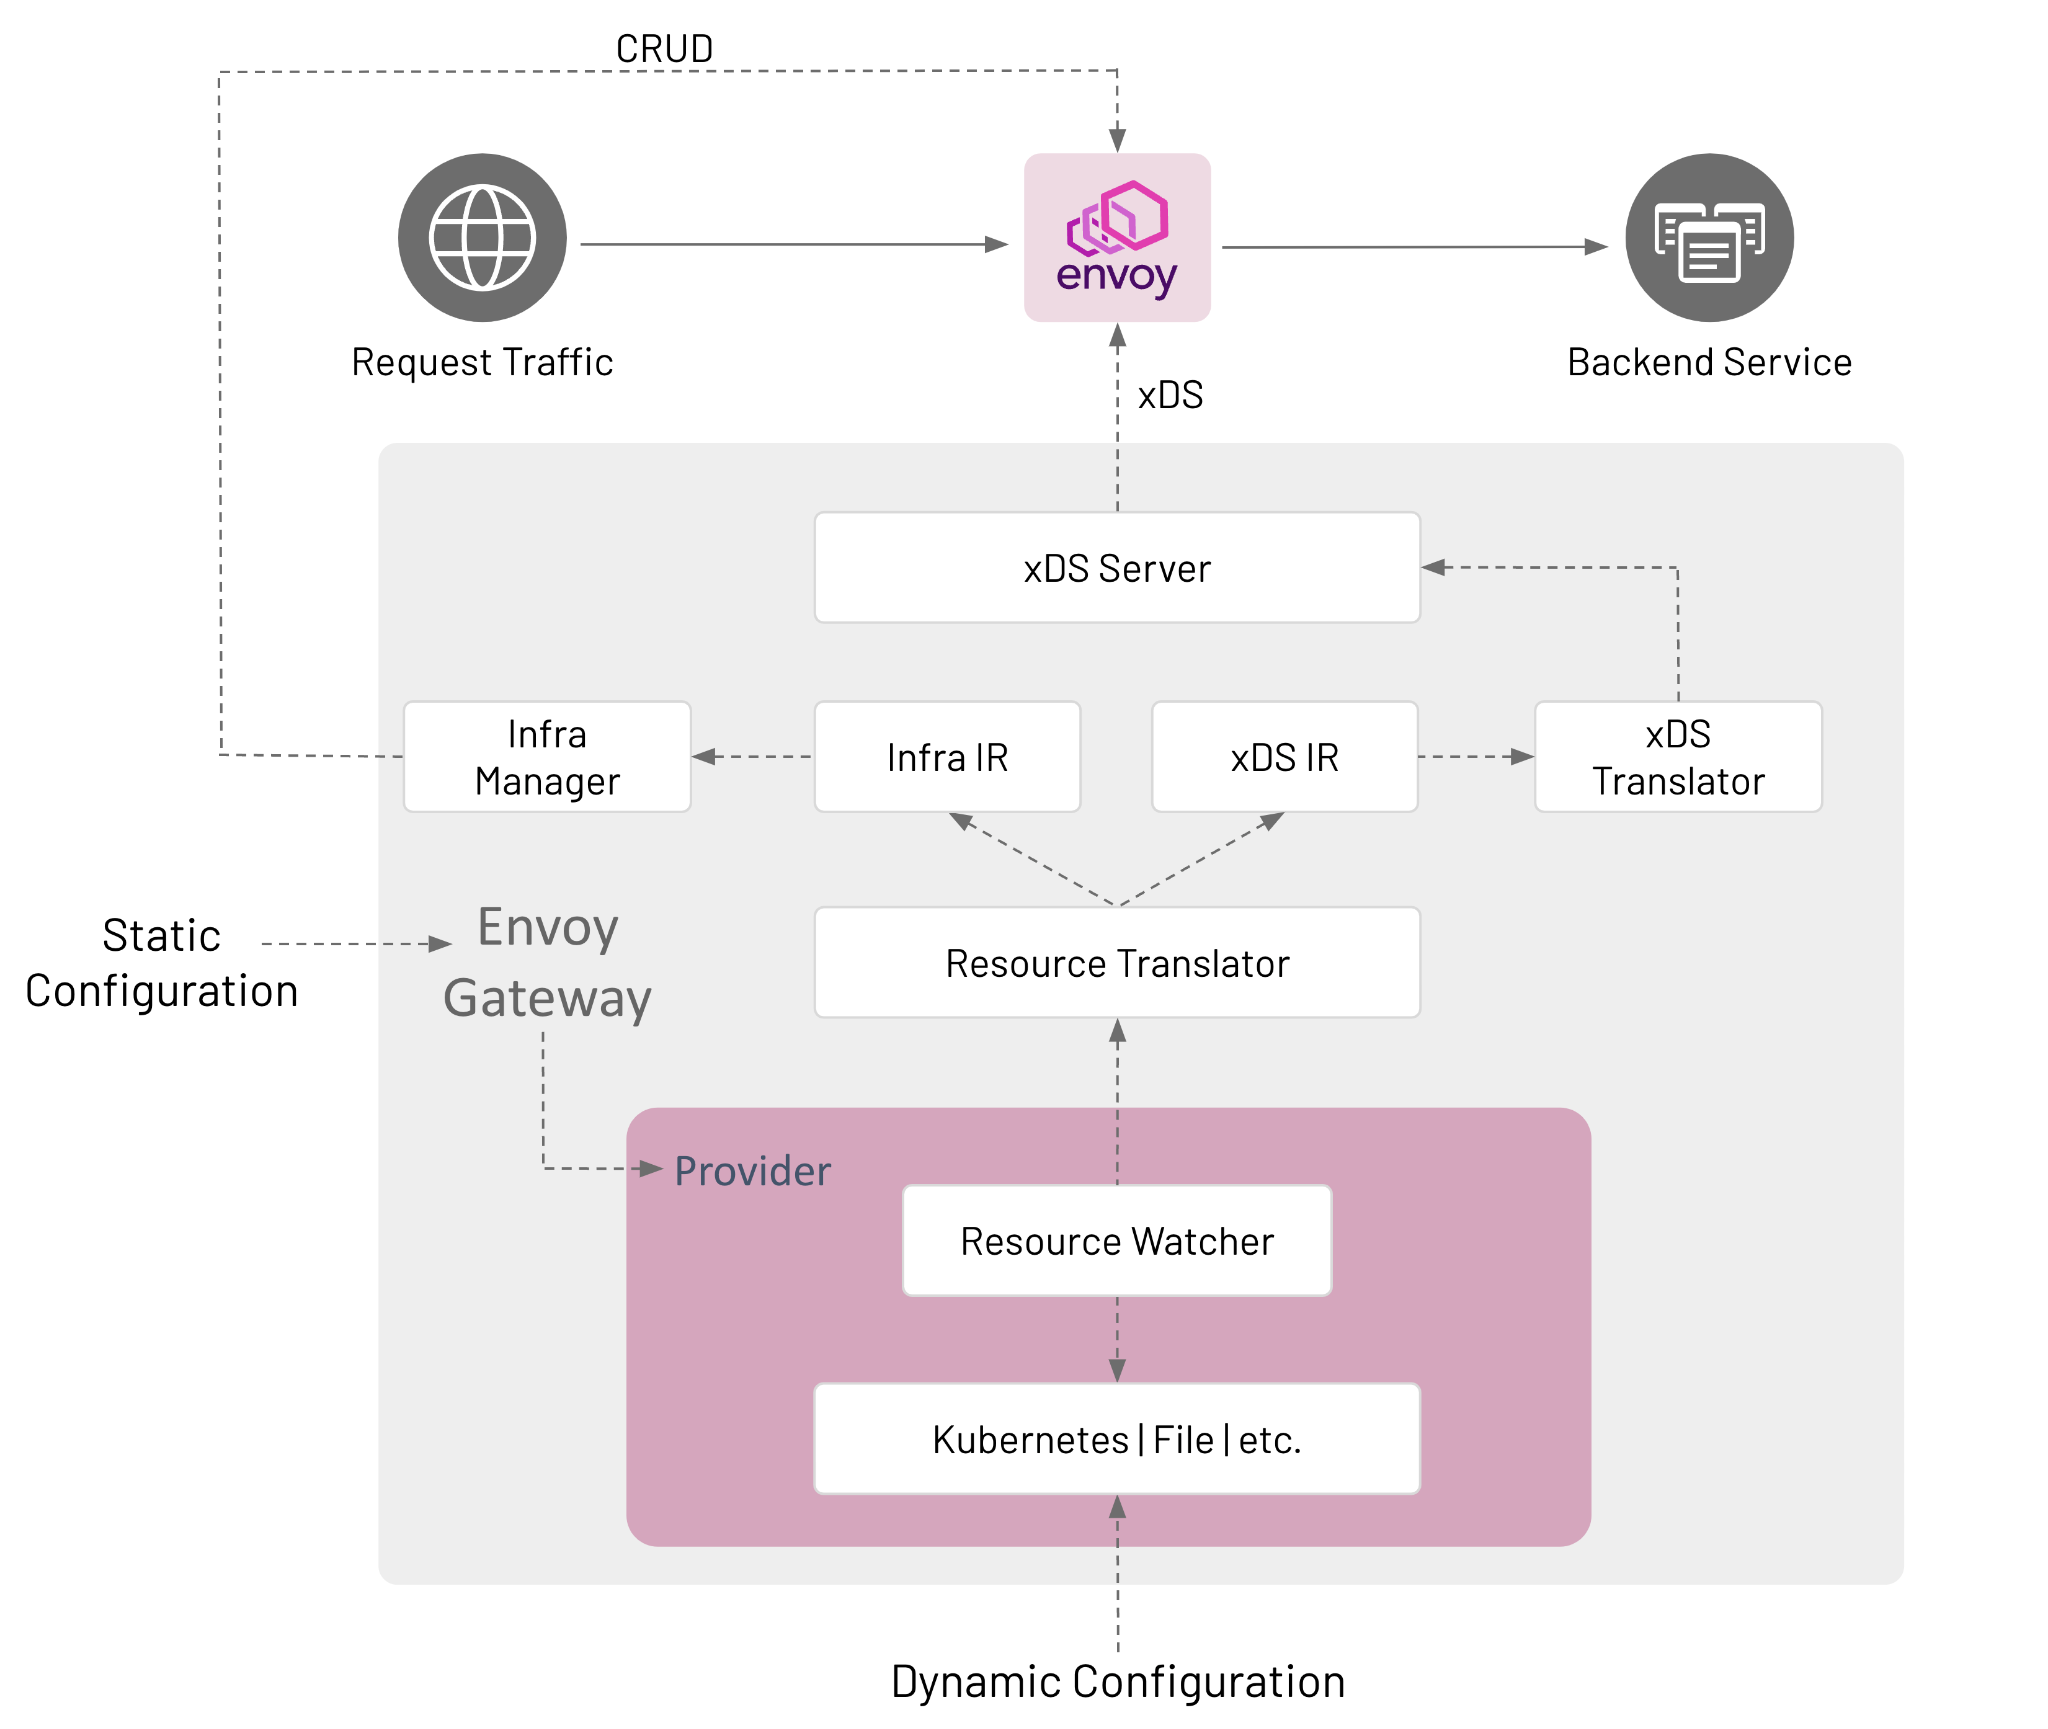 CRUD
envoy
Request Traffic
Backend Service
xDS
xDS Server
Infra
Manager
Infra IR
xDS IR
xDS
Translator
Static
Configuration
Envoy
Gateway
Resource Translator
Provider
Resource Watcher
Kubernetes | File | etc.
Dynamic Configuration